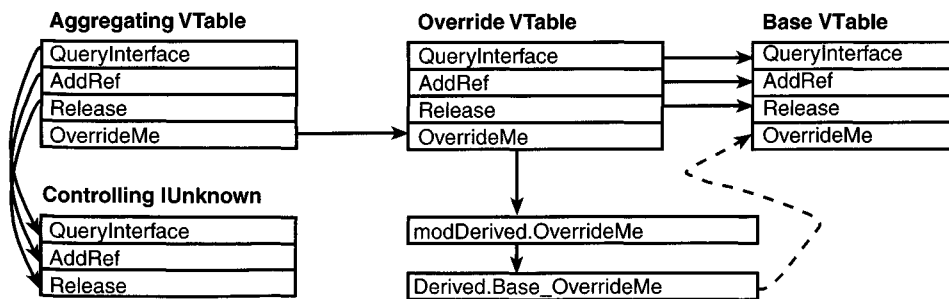 Aggregating VTable
QueryInterface
AddRef
Release
OverrideMe
Controlling IUnknown
QueryInterface
AddRef
Release
Override VTable
QueryInterface
AddRef
Release
OverrideMe
modDerived.OverrideMe
Derived.Base_OverrideMe
Base VTable
QueryInterface
AddRef
Release
OverrideMe